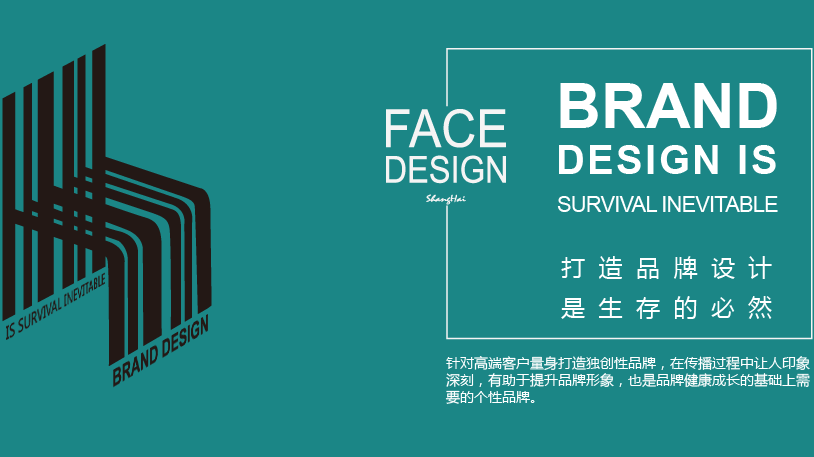 IS SURVIVAL INEVITABLE
BRAND DESIGN
FACE
DESIGN
ShangHai
BRAND
DESIGN IS
SURVIVAL INEVITABLE
打造品牌设计
是生存的必然
针对高端客户量身打造独创性品牌，在传播过程中让人印象
深刻，有助于提升品牌形象，也是品牌健康成长的基础上需
要的个性品牌。